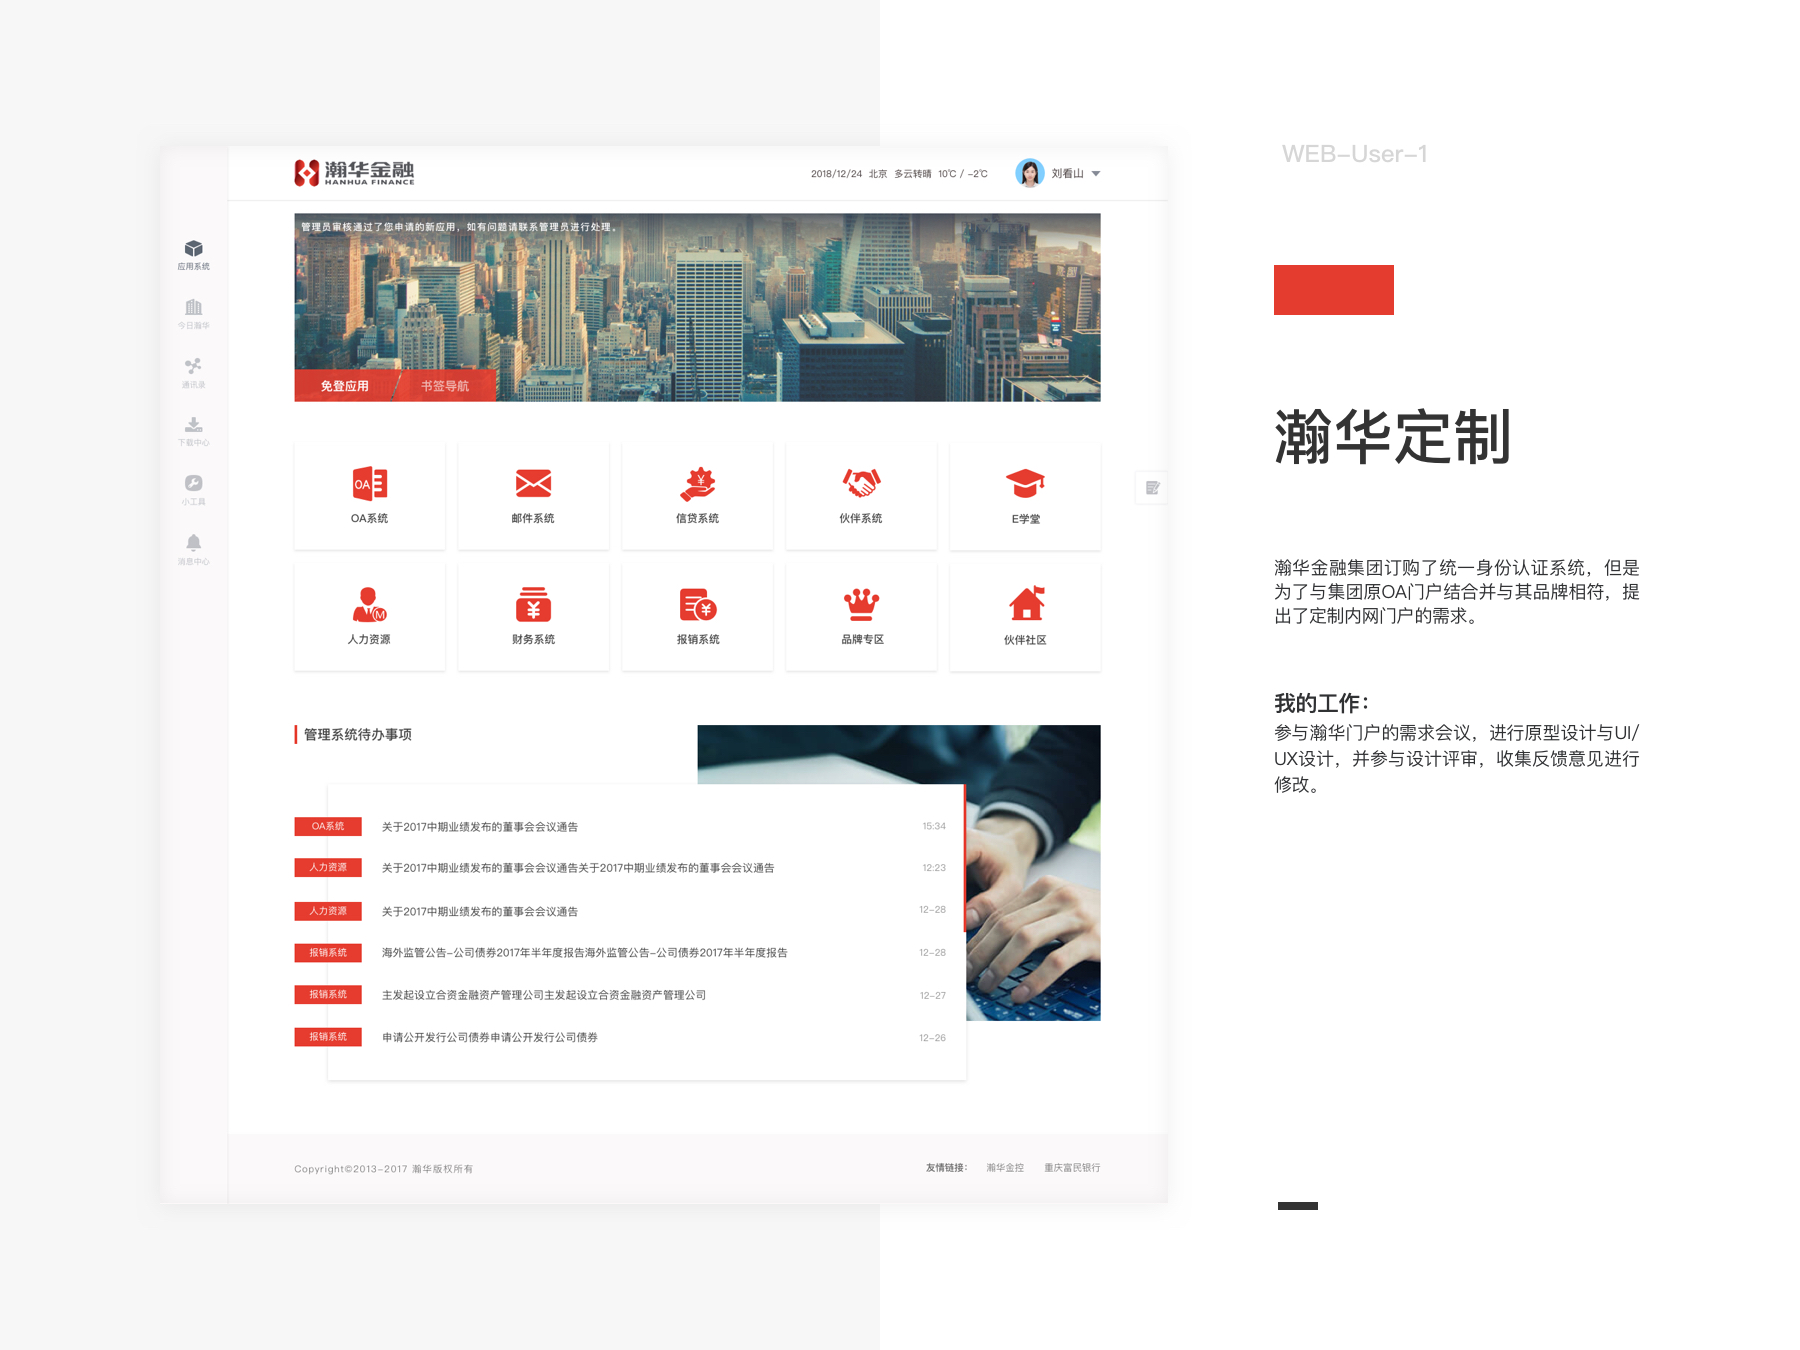 瀚华金融
HANHUA FINANCE
2018/12/24 北京 多云转晴 10℃ / -2℃
刘看山
应用系统
今日瀚华
通讯录
下载中心
小工具
消息中心
管理员审核通过了您申请的新应用，如有问题请联系管理员进行处理。
免登应用 / 书签导航
OA
OA系统
邮件系统
信贷系统
伙伴系统
E学堂
人力资源
财务系统
报销系统
品牌专区
伙伴社区
管理系统待办事项
OA系统 关于2017中期业绩发布的董事会会议通告 15:34
人力资源 关于2017中期业绩发布的董事会会议通告关于2017中期业绩发布的董事会会议通告 12:23
人力资源 关于2017中期业绩发布的董事会会议通告 12-28
报销系统 海外监管公告-公司债券2017年半年度报告海外监管公告-公司债券2017年半年度报告 12-28
报销系统 主发起设立合资金融资产管理公司主发起设立合资金融资产管理公司 12-27
报销系统 申请公开发行公司债券申请公开发行公司债券 12-26
Copyright©2013-2017 瀚华版权所有
友情链接： 瀚华金控 重庆富民银行
WEB-User-1
瀚华定制
瀚华金融集团订购了统一身份认证系统，但是
为了与集团原OA门户结合并与其品牌相符，提
出了定制内网门户的需求。
我的工作：
参与瀚华门户的需求会议，进行原型设计与UI/
UX设计，并参与设计评审，收集反馈意见进行
修改。